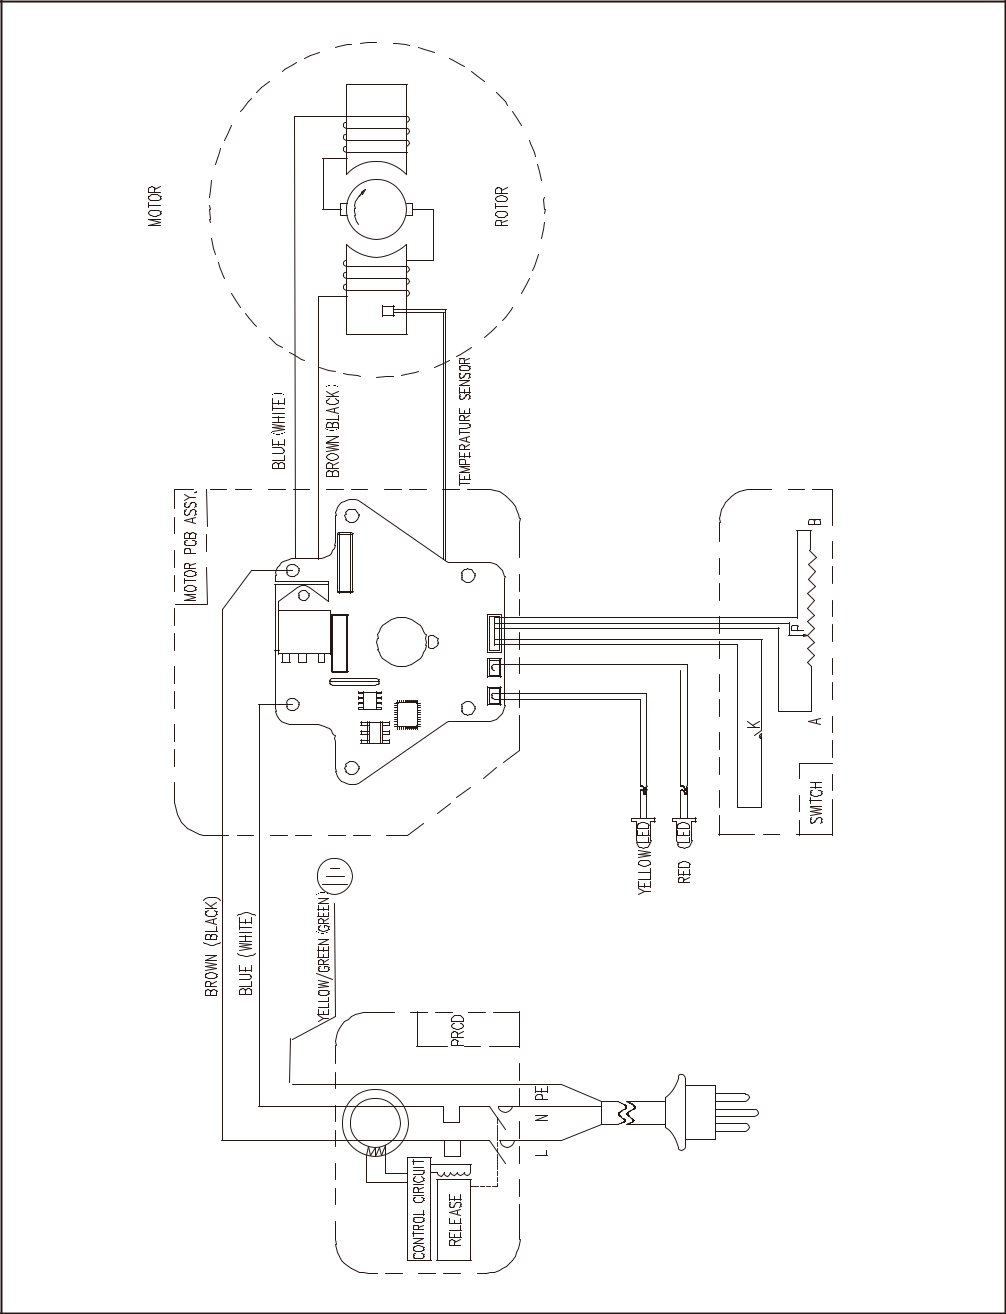 MOTOR
ROTOR
BLUE (WHITE)
BROWN (BLACK)
TEMPERATURE SENSOR
MOTOR PCB ASSY.
B
P
A
K
SWITCH
YELLOW (LED)
RED (LED)
BROWN (BLACK)
BLUE (WHITE)
YELLOW/GREEN (GREEN)
PRCD
PE
N
L
CONTROL CIRICUIT
RELEASE